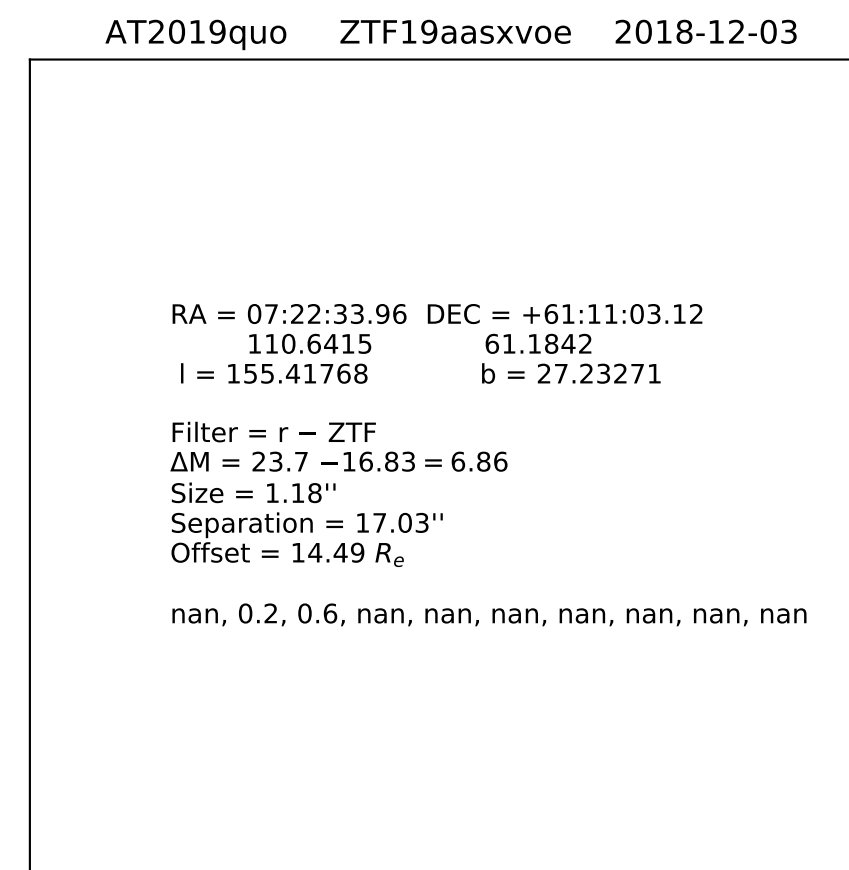 AT2019quo ZTF19aasxvoe 2018-12-03
RA = 07:22:33.96 DEC = +61:11:03.12
110.6415 61.1842
l = 155.41768 b = 27.23271
Filter = r − ZTF
ΔM = 23.7 −16.83 = 6.86
Size = 1.18''
Separation = 17.03''
Offset = 14.49 Re
nan, 0.2, 0.6, nan, nan, nan, nan, nan, nan, nan